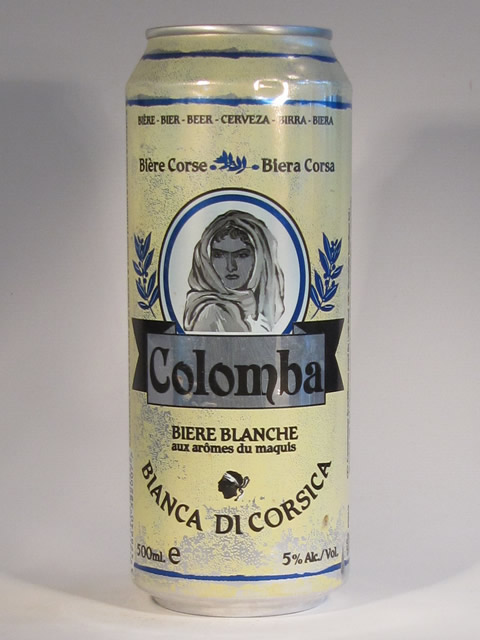 BIÈRE - BIER - BEER - CERVEZA - BIRRA - BIERA
Bière Corse Biera Corsa
Colomba
BIERE BLANCHE
aux arômes du maquis
BIANCA DI CORSICA
500ml. e 5% Alc./Vol.